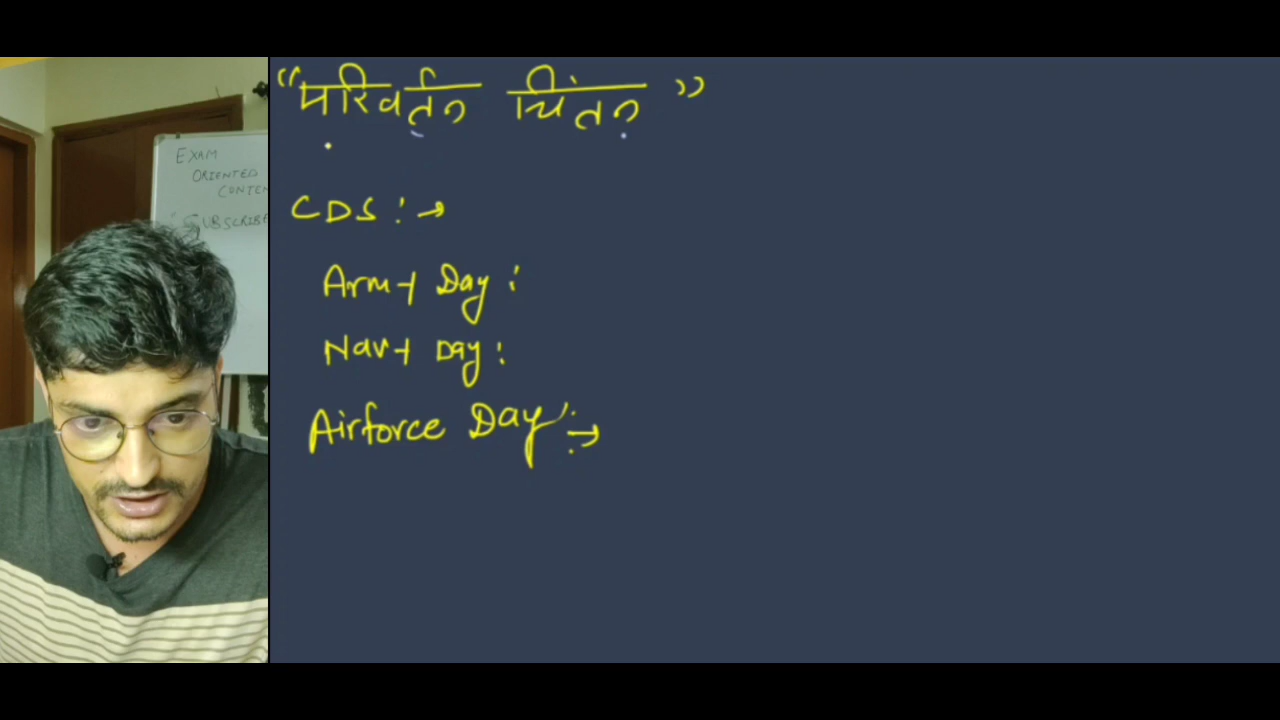 "परिवर्तन चिंतन"
CDS :→
Army Day :
Navy Day :
Airforce Day :→
EXAM
ORIENTED
CONTEN
SUBSCRIBE